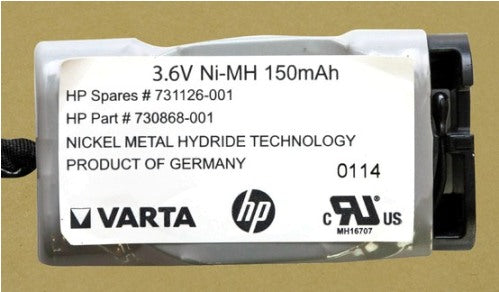 3.6V Ni-MH 150mAh
HP Spares # 731126-001
HP Part # 730868-001
NICKEL METAL HYDRIDE TECHNOLOGY
PRODUCT OF GERMANY
0114
VARTA hp c RU US
MH16707